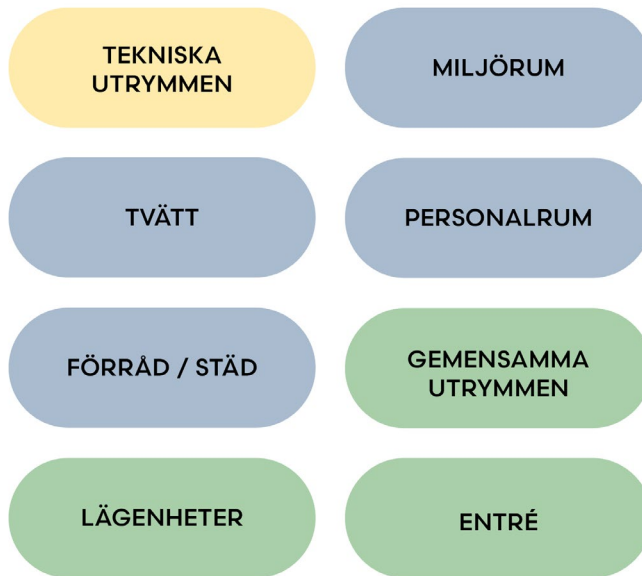 TEKNISKA
UTRYMMEN
MILJÖRUM
TVÄTT
PERSONALRUM
FÖRRÅD / STÄD
GEMENSAMMA
UTRYMMEN
LÄGENHETER
ENTRÉ